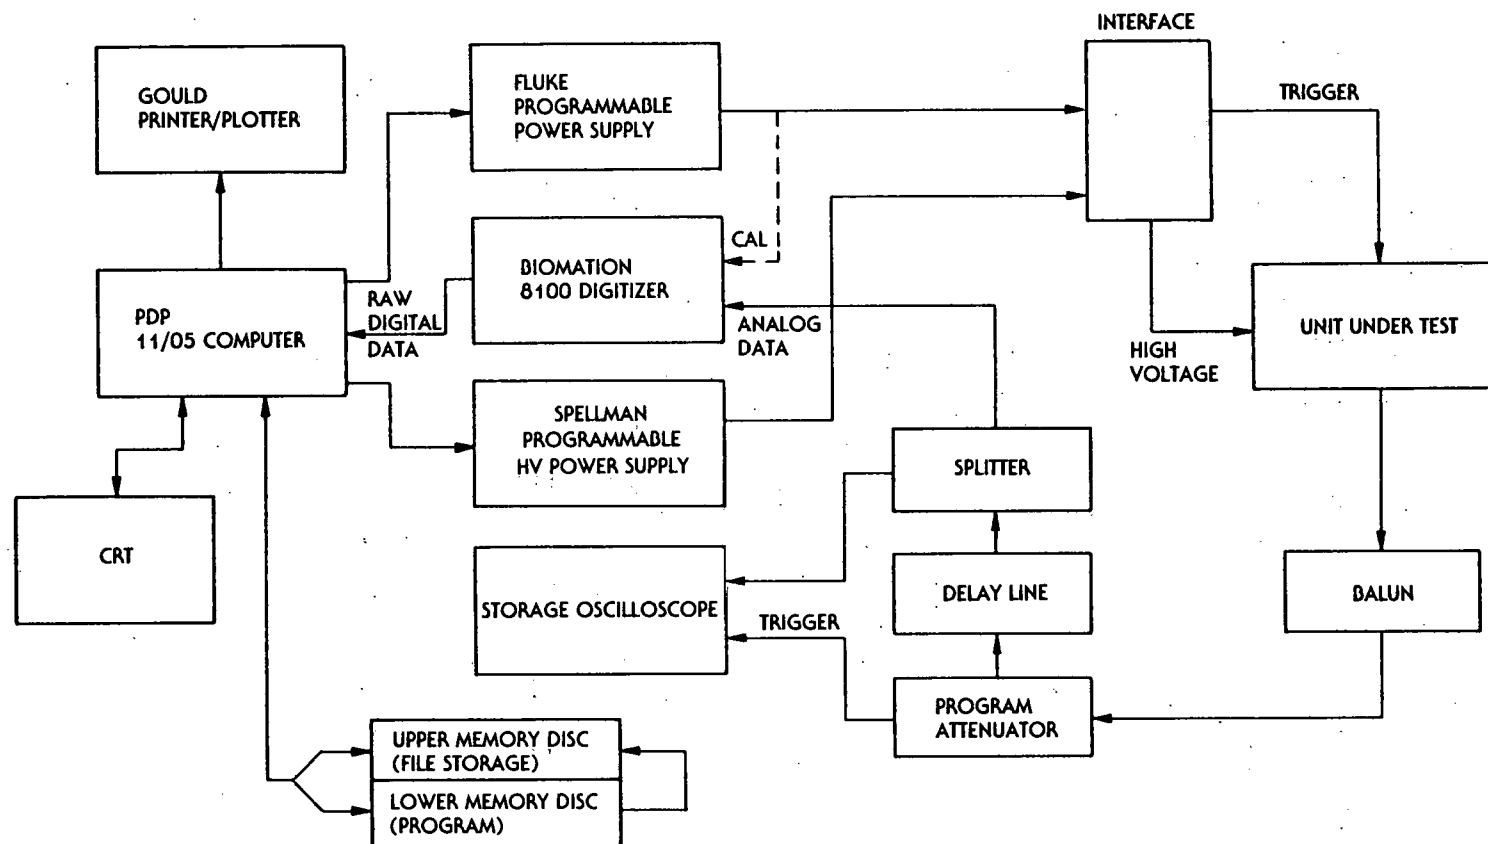 INTERFACE
GOULD
PRINTER/PLOTTER
FLUKE
PROGRAMMABLE
POWER SUPPLY
TRIGGER
CAL
BIOMATION
8100 DIGITIZER
PDP
11/05 COMPUTER
RAW
DIGITAL
DATA
ANALOG
DATA
UNIT UNDER TEST
HIGH
VOLTAGE
SPELLMAN
PROGRAMMABLE
HV POWER SUPPLY
SPLITTER
CRT
STORAGE OSCILLOSCOPE
DELAY LINE
BALUN
TRIGGER
PROGRAM
ATTENUATOR
UPPER MEMORY DISC
(FILE STORAGE)
LOWER MEMORY DISC
(PROGRAM)